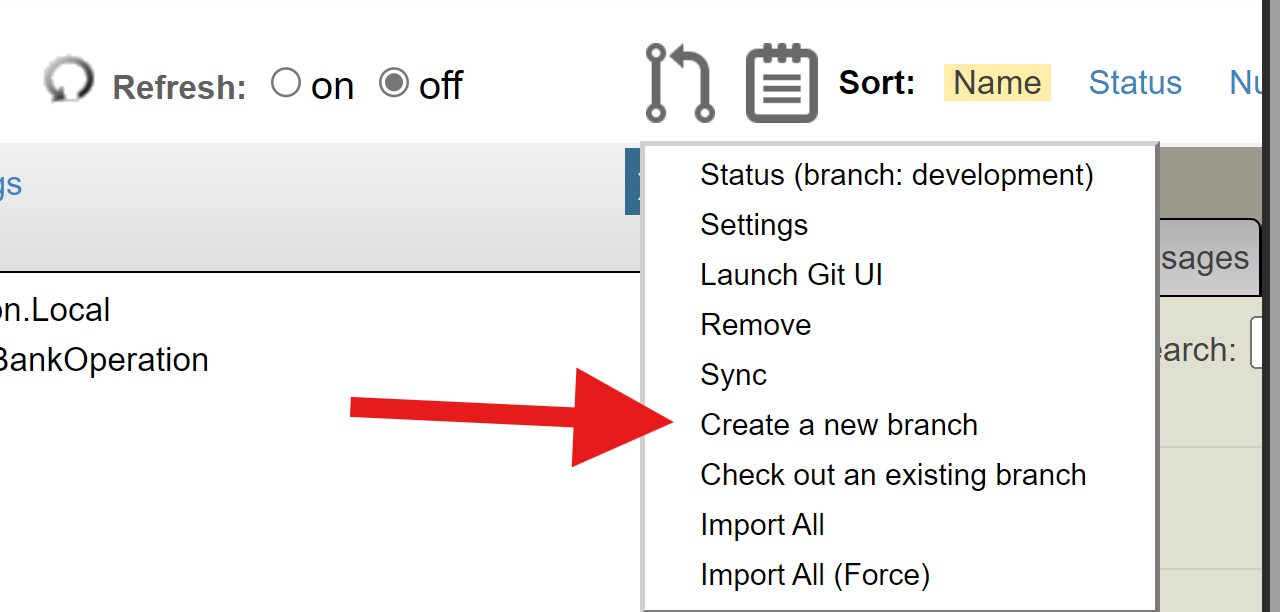 Refresh: on off Sort: Name Status
Status (branch: development)
Settings
Launch Git UI
Remove
Sync
Create a new branch
Check out an existing branch
Import All
Import All (Force)
gs
on.Local
BankOperation
sages
earch: